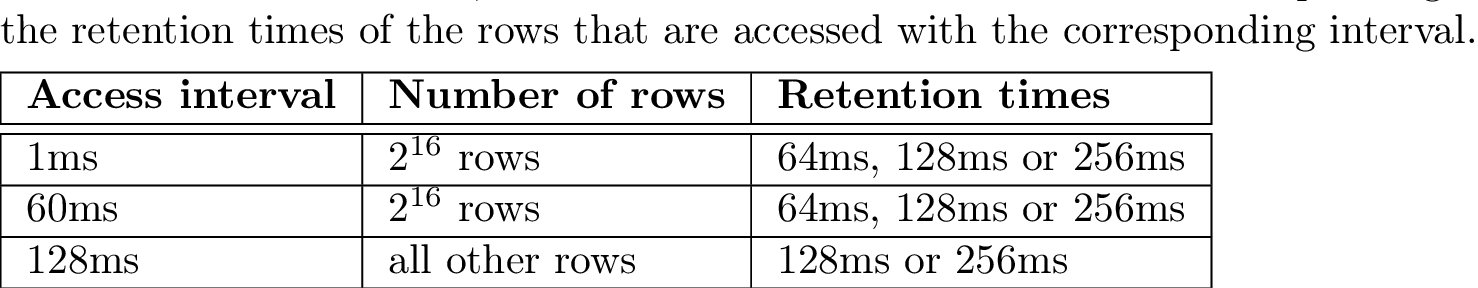 the retention times of the rows that are accessed with the corresponding interval.
Access interval Number of rows Retention times
1ms 2^16 rows 64ms, 128ms or 256ms
60ms 2^16 rows 64ms, 128ms or 256ms
128ms all other rows 128ms or 256ms